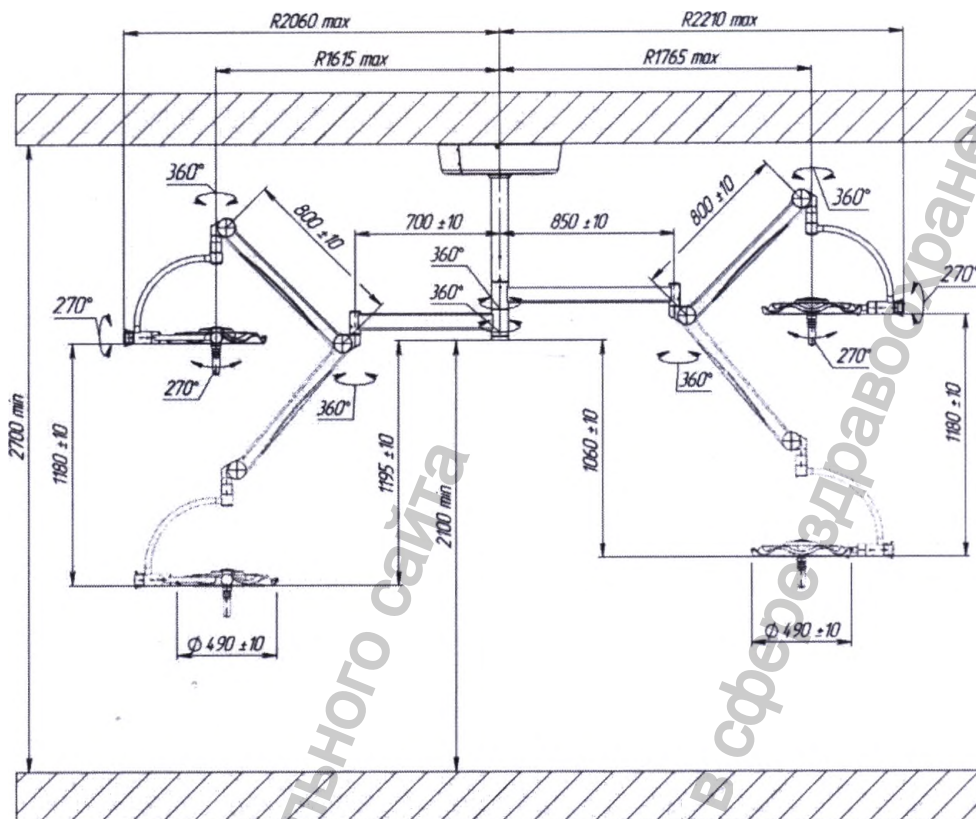 R2060 max
R2210 max
R1615 max
R1765 max
360°
800 ±10
700 ±10
850 ±10
800 ±10
360°
360°
360°
270°
270°
270°
360°
360°
270°
2700 min
1180 ±10
1195 ±10
2100 min
1060 ±10
1180 ±10
Ф 490 ±10
Ф 490 ±10
льного сайта
в сфере здравоохранен